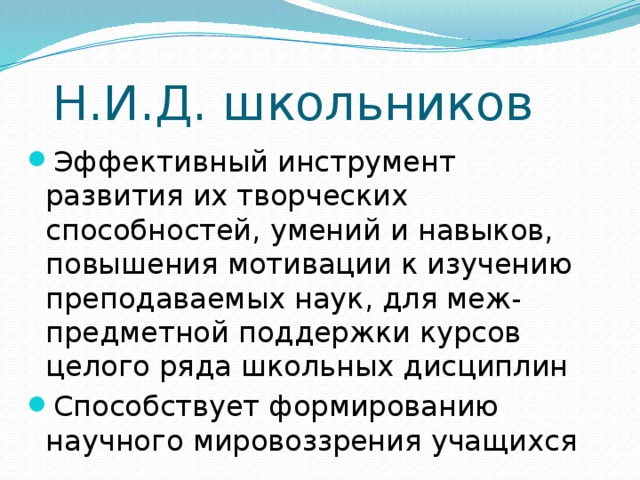 Н.И.Д. школьников
Эффективный инструмент
развития их творческих
способностей, умений и навыков,
повышения мотивации к изучению
преподаваемых наук, для меж-
предметной поддержки курсов
целого ряда школьных дисциплин
Способствует формированию
научного мировоззрения учащихся